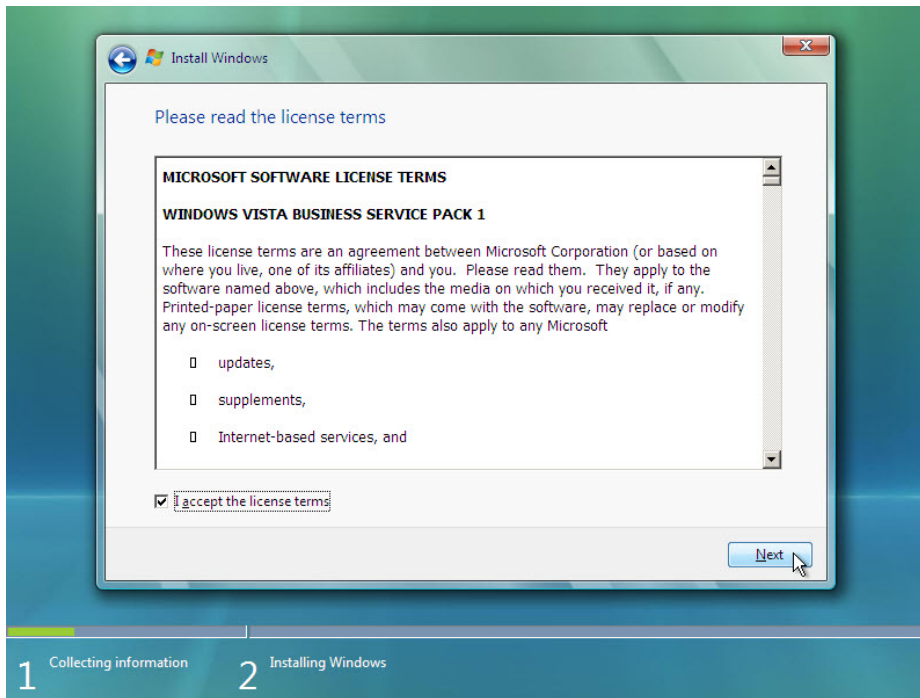 Install Windows
Please read the license terms
MICROSOFT SOFTWARE LICENSE TERMS
WINDOWS VISTA BUSINESS SERVICE PACK 1
These license terms are an agreement between Microsoft Corporation (or based on
where you live, one of its affiliates) and you.  Please read them.  They apply to the
software named above, which includes the media on which you received it, if any.
Printed-paper license terms, which may come with the software, may replace or modify
any on-screen license terms. The terms also apply to any Microsoft
▯ updates,
▯ supplements,
▯ Internet-based services, and
I accept the license terms
Next
1 Collecting information 2 Installing Windows